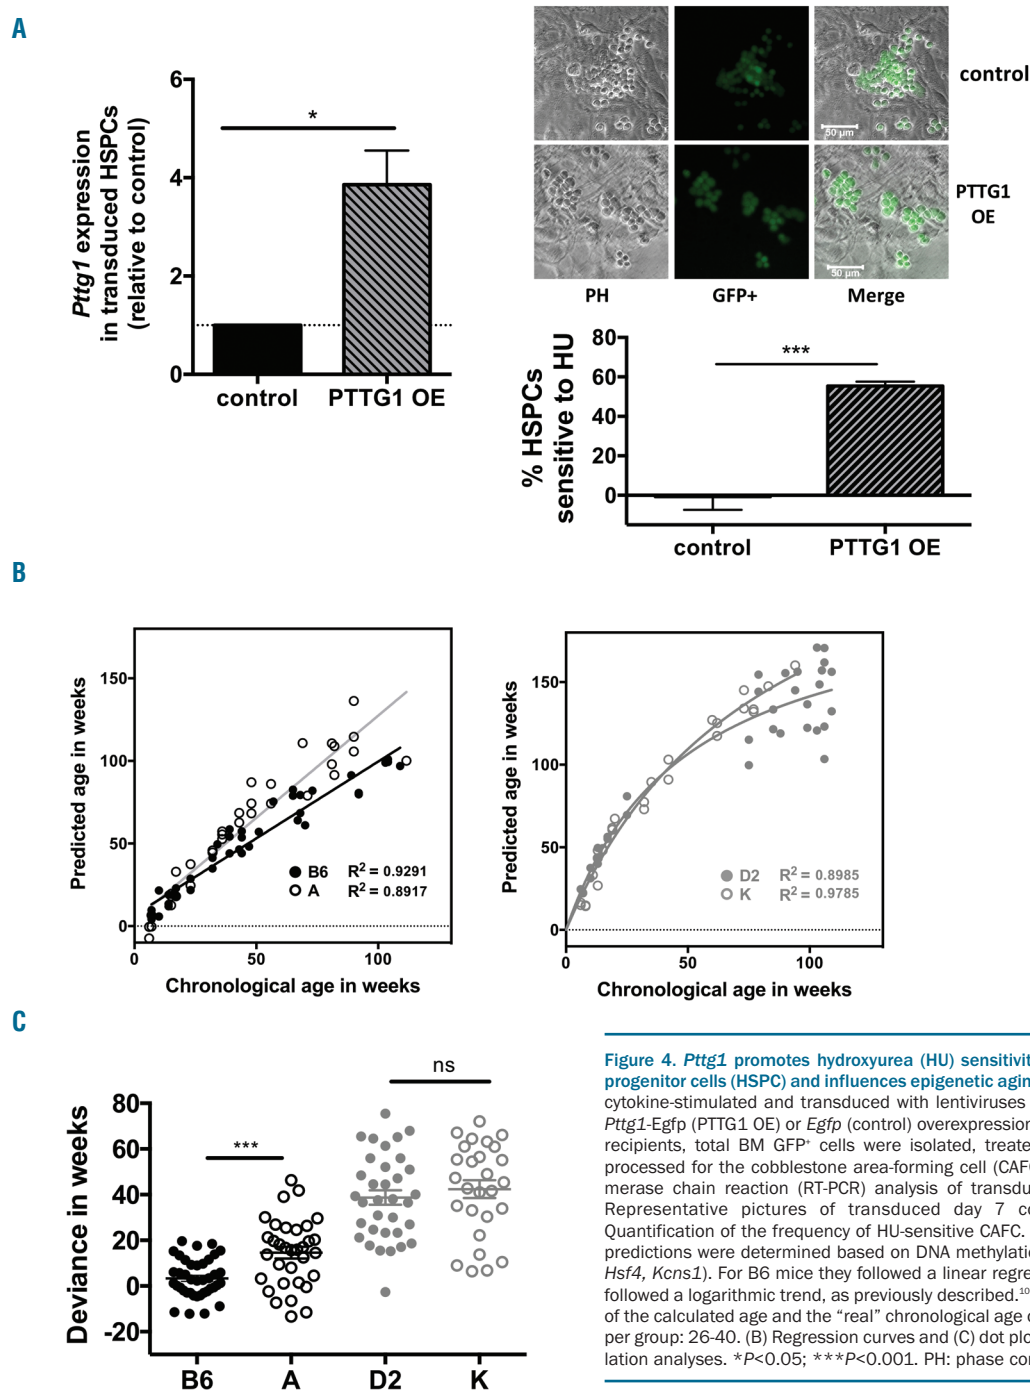 A
6
4
2
0
Pttg1 expression
in transduced HSPCs
(relative to control)
*
control
PTTG1 OE
control
50 µm
PTTG1
OE
50 µm
PH
GFP+
Merge
80
60
40
20
0
% HSPCs
sensitive to HU
***
control
PTTG1 OE
B
150
100
50
0
Predicted age in weeks
B6 R² = 0.9291
A R² = 0.8917
0
50
100
Chronological age in weeks
150
100
50
0
Predicted age in weeks
D2 R² = 0.8985
K R² = 0.9785
0
50
100
Chronological age in weeks
C
80
60
40
20
0
-20
Deviance in weeks
***
ns
B6
A
D2
K
Figure 4. Pttg1 promotes hydroxyurea (HU) sensitivit
progenitor cells (HSPC) and influences epigenetic agin
cytokine-stimulated and transduced with lentiviruses
Pttg1-Egfp (PTTG1 OE) or Egfp (control) overexpression
recipients, total BM GFP⁺ cells were isolated, treate
processed for the cobblestone area-forming cell (CAFC
merase chain reaction (RT-PCR) analysis of transdu
Representative pictures of transduced day 7 co
Quantification of the frequency of HU-sensitive CAFC.
predictions were determined based on DNA methylatio
Hsf4, Kcns1). For B6 mice they followed a linear regre
followed a logarithmic trend, as previously described.¹⁰
of the calculated age and the “real” chronological age o
per group: 26-40. (B) Regression curves and (C) dot plo
lation analyses. *P<0.05; ***P<0.001. PH: phase con